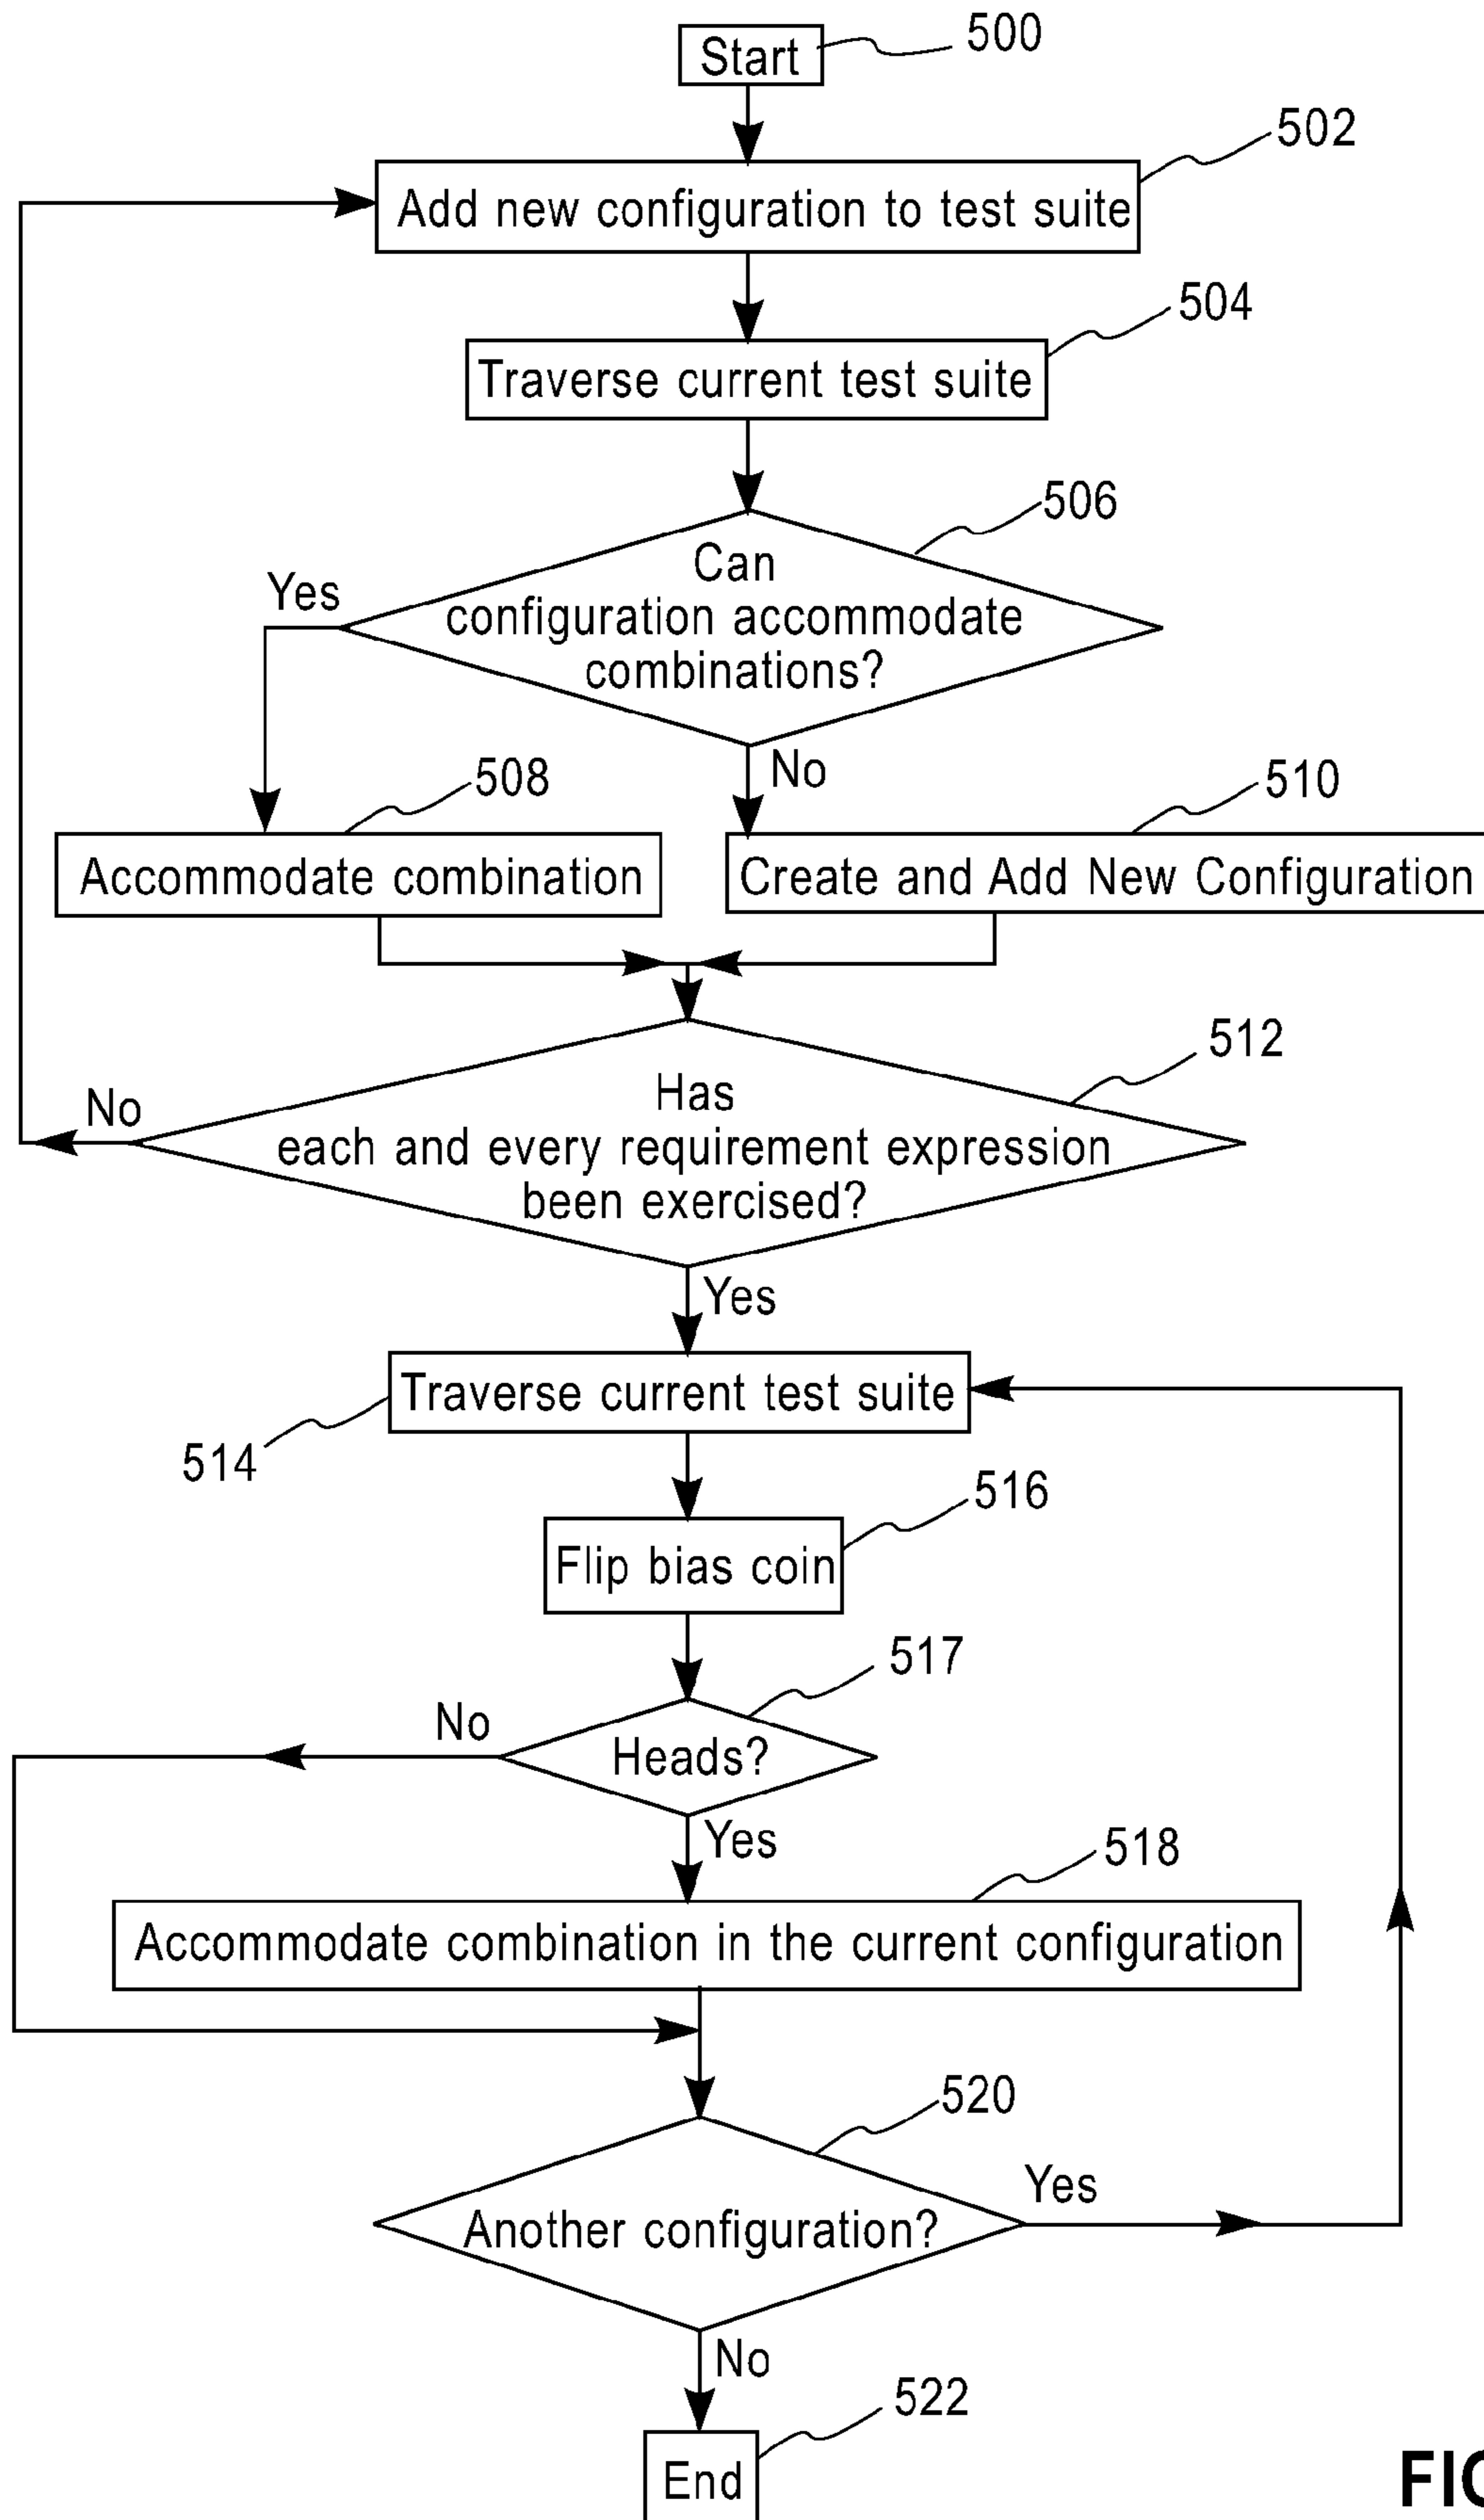 Start
500
502
Add new configuration to test suite
504
Traverse current test suite
506
Can
configuration accommodate
combinations?
Yes
No
508
510
Accommodate combination
Create and Add New Configuration
512
Has
each and every requirement expression
been exercised?
No
Yes
Traverse current test suite
514
516
Flip bias coin
517
Heads?
No
Yes
518
Accommodate combination in the current configuration
520
Another configuration?
Yes
No
522
End